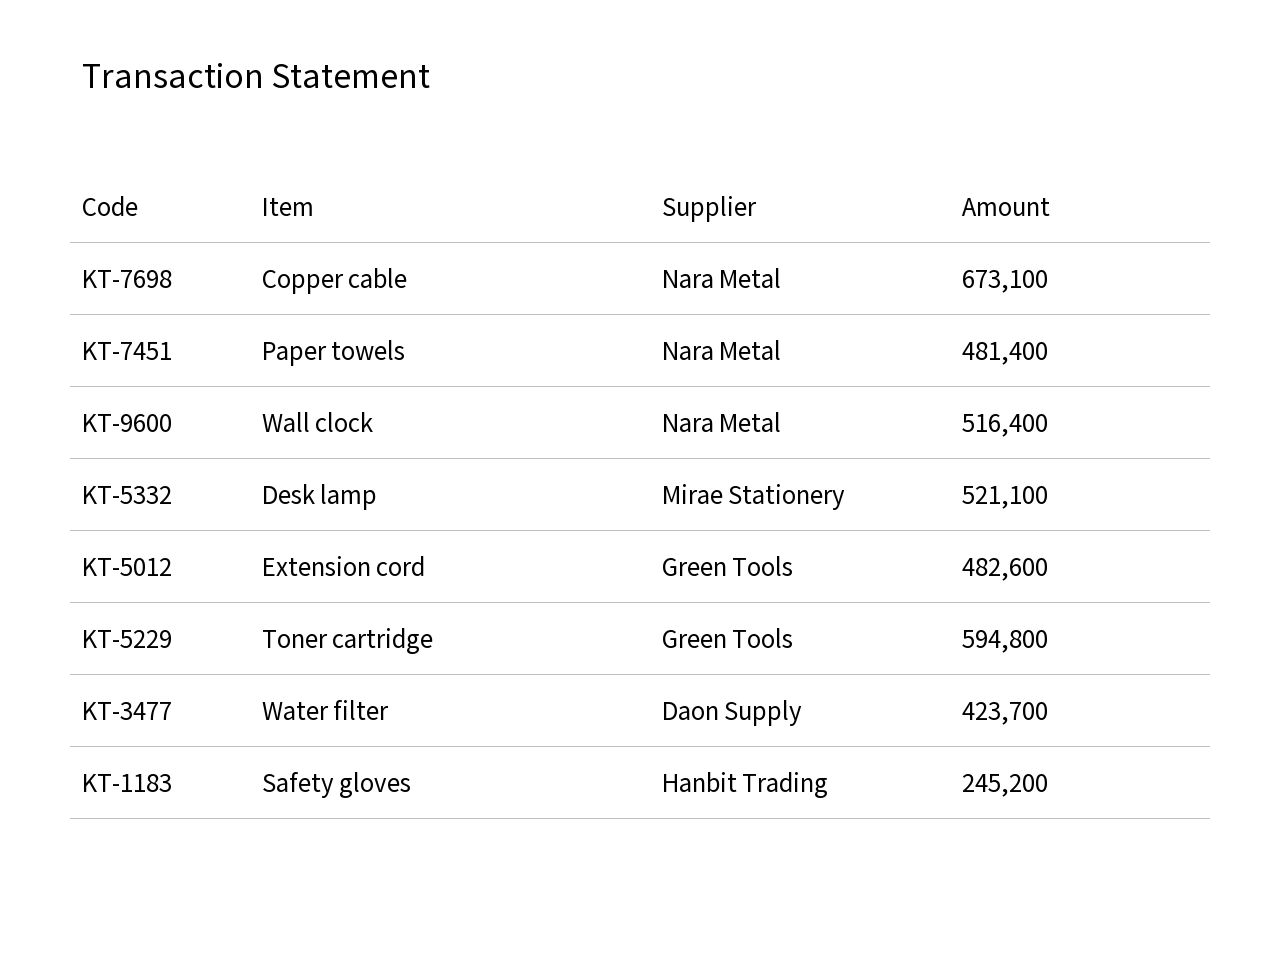 Transaction Statement
Code Item Supplier Amount
KT-7698 Copper cable Nara Metal 673,100
KT-7451 Paper towels Nara Metal 481,400
KT-9600 Wall clock Nara Metal 516,400
KT-5332 Desk lamp Mirae Stationery 521,100
KT-5012 Extension cord Green Tools 482,600
KT-5229 Toner cartridge Green Tools 594,800
KT-3477 Water filter Daon Supply 423,700
KT-1183 Safety gloves Hanbit Trading 245,200